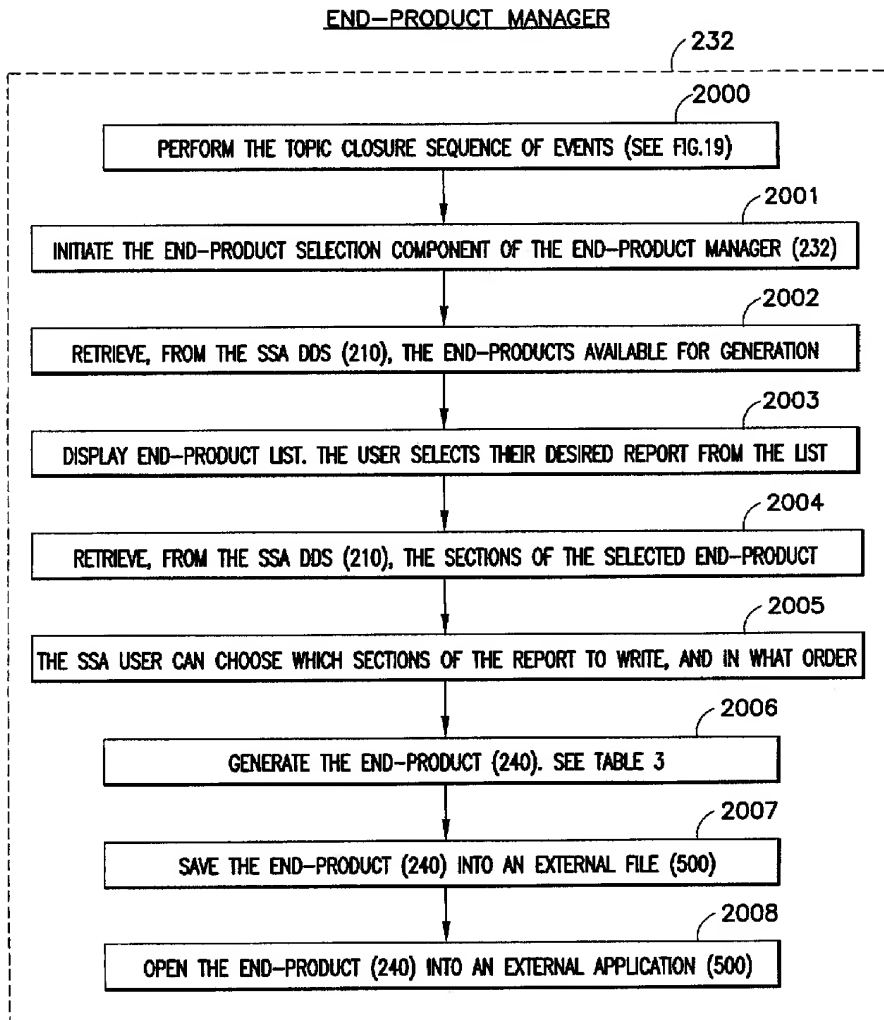 END-PRODUCT MANAGER
232
2000
PERFORM THE TOPIC CLOSURE SEQUENCE OF EVENTS (SEE FIG.19)
2001
INITIATE THE END-PRODUCT SELECTION COMPONENT OF THE END-PRODUCT MANAGER (232)
2002
RETRIEVE, FROM THE SSA DDS (210), THE END-PRODUCTS AVAILABLE FOR GENERATION
2003
DISPLAY END-PRODUCT LIST. THE USER SELECTS THEIR DESIRED REPORT FROM THE LIST
2004
RETRIEVE, FROM THE SSA DDS (210), THE SECTIONS OF THE SELECTED END-PRODUCT
2005
THE SSA USER CAN CHOOSE WHICH SECTIONS OF THE REPORT TO WRITE, AND IN WHAT ORDER
2006
GENERATE THE END-PRODUCT (240). SEE TABLE 3
2007
SAVE THE END-PRODUCT (240) INTO AN EXTERNAL FILE (500)
2008
OPEN THE END-PRODUCT (240) INTO AN EXTERNAL APPLICATION (500)